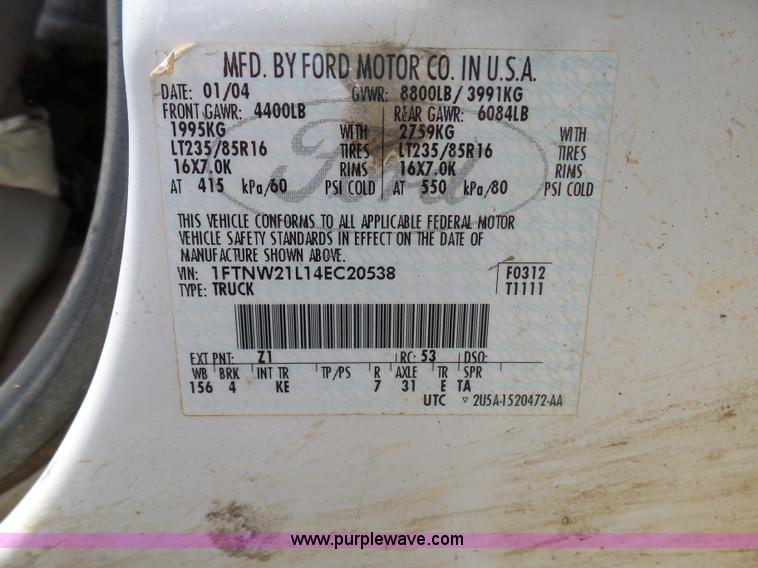 MFD. BY FORD MOTOR CO. IN U.S.A.
DATE: 01/04 GVWR: 8800LB/ 3991KG
FRONT GAWR: 4400LB REAR GAWR: 6084LB
1995KG WITH 2759KG WITH
LT235/85R16 TIRES LT235/85R16 TIRES
16X7.0K RIMS 16X7.0K RIMS
AT 415 kPa/60 PSI COLD AT 550 kPa/80 PSI COLD
Ford
THIS VEHICLE CONFORMS TO ALL APPLICABLE FEDERAL MOTOR
VEHICLE SAFETY STANDARDS IN EFFECT ON THE DATE OF
MANUFACTURE SHOWN ABOVE.
VIN: 1FTNW21L14EC20538 F0312
TYPE: TRUCK T1111
EXT PNT: Z1 RC: 53 DSO:
WB BRK INT TR TP/PS R AXLE TR SPR
156 4 KE 7 31 E TA
UTC ▿ 2U5A-1520472-AA
www.purplewave.com